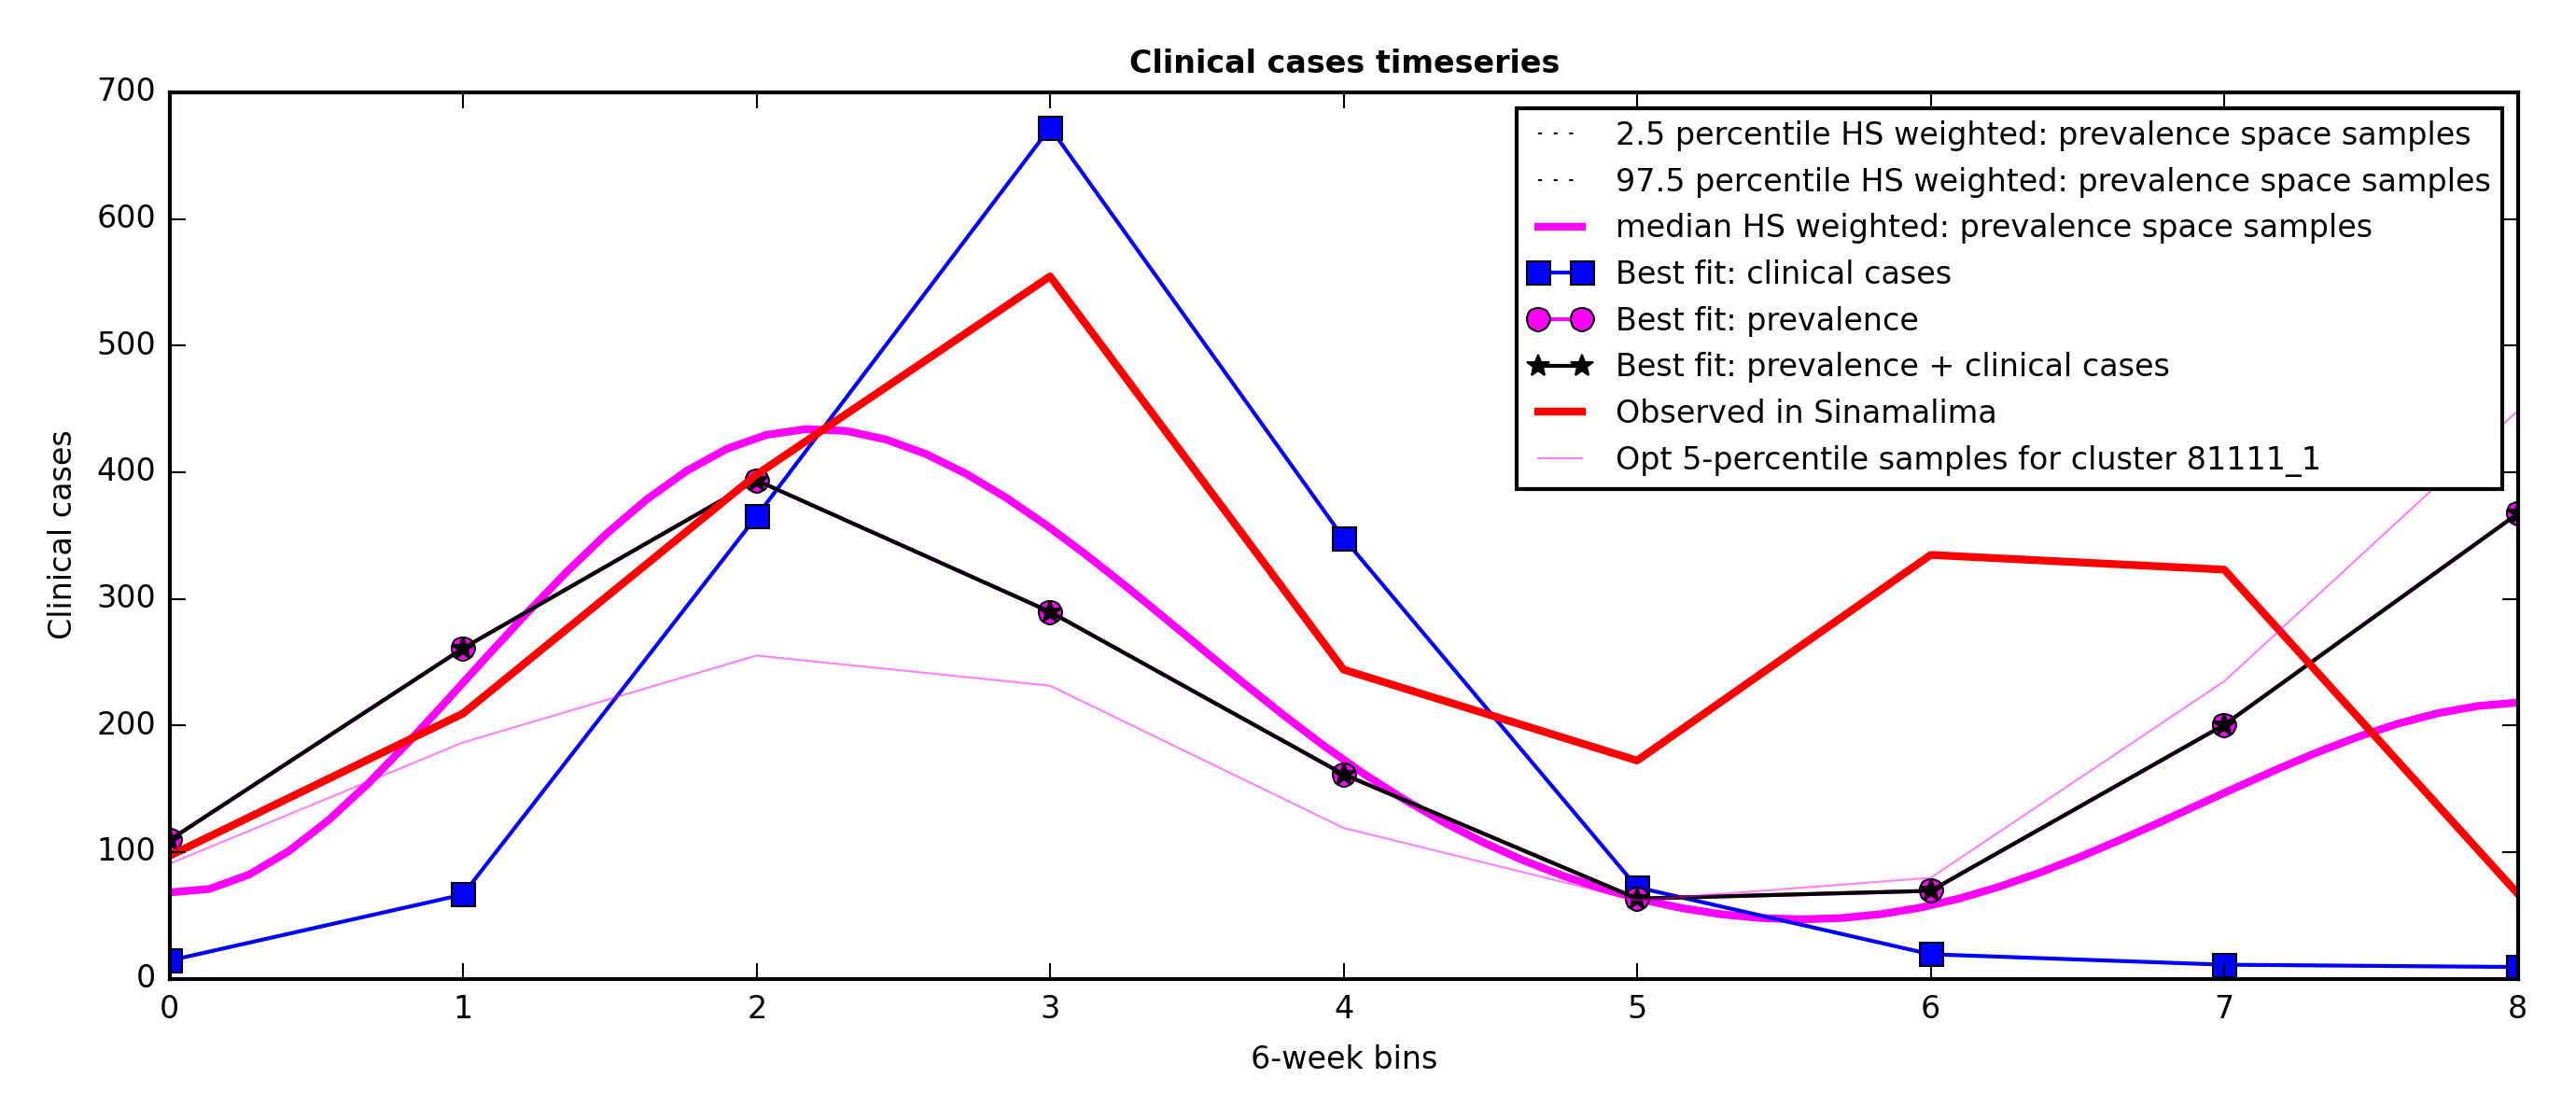 Clinical cases timeseries
700
600
500
400
300
200
100
0
Clinical cases
2.5 percentile HS weighted: prevalence space samples
97.5 percentile HS weighted: prevalence space samples
median HS weighted: prevalence space samples
Best fit: clinical cases
Best fit: prevalence
Best fit: prevalence + clinical cases
Observed in Sinamalima
Opt 5-percentile samples for cluster 81111_1
0 1 2 3 4 5 6 7 8
6-week bins